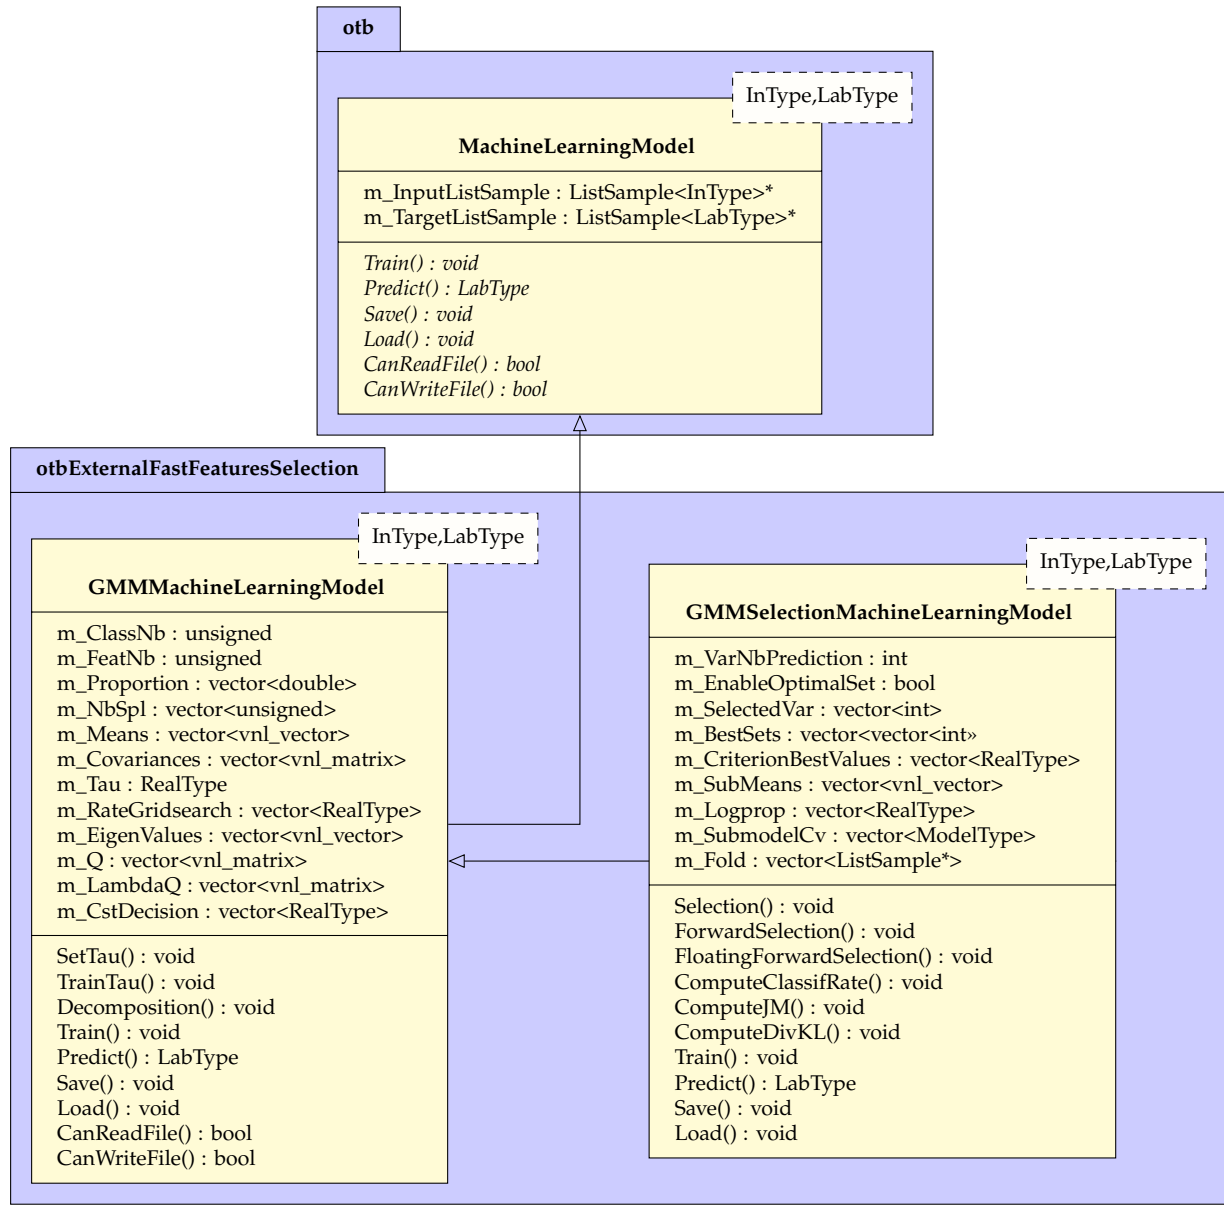 otb
InType,LabType
MachineLearningModel
m_InputListSample : ListSample<InType>*
m_TargetListSample : ListSample<LabType>*
Train() : void
Predict() : LabType
Save() : void
Load() : void
CanReadFile() : bool
CanWriteFile() : bool
otbExternalFastFeaturesSelection
InType,LabType
GMMMachineLearningModel
m_ClassNb : unsigned
m_FeatNb : unsigned
m_Proportion : vector<double>
m_NbSpl : vector<unsigned>
m_Means : vector<vnl_vector>
m_Covariances : vector<vnl_matrix>
m_Tau : RealType
m_RateGridsearch : vector<RealType>
m_EigenValues : vector<vnl_vector>
m_Q : vector<vnl_matrix>
m_LambdaQ : vector<vnl_matrix>
m_CstDecision : vector<RealType>
SetTau() : void
TrainTau() : void
Decomposition() : void
Train() : void
Predict() : LabType
Save() : void
Load() : void
CanReadFile() : bool
CanWriteFile() : bool
InType,LabType
GMMSelectionMachineLearningModel
m_VarNbPrediction : int
m_EnableOptimalSet : bool
m_SelectedVar : vector<int>
m_BestSets : vector<vector<int»
m_CriterionBestValues : vector<RealType>
m_SubMeans : vector<vnl_vector>
m_Logprop : vector<RealType>
m_SubmodelCv : vector<ModelType>
m_Fold : vector<ListSample*>
Selection() : void
ForwardSelection() : void
FloatingForwardSelection() : void
ComputeClassifRate() : void
ComputeJM() : void
ComputeDivKL() : void
Train() : void
Predict() : LabType
Save() : void
Load() : void